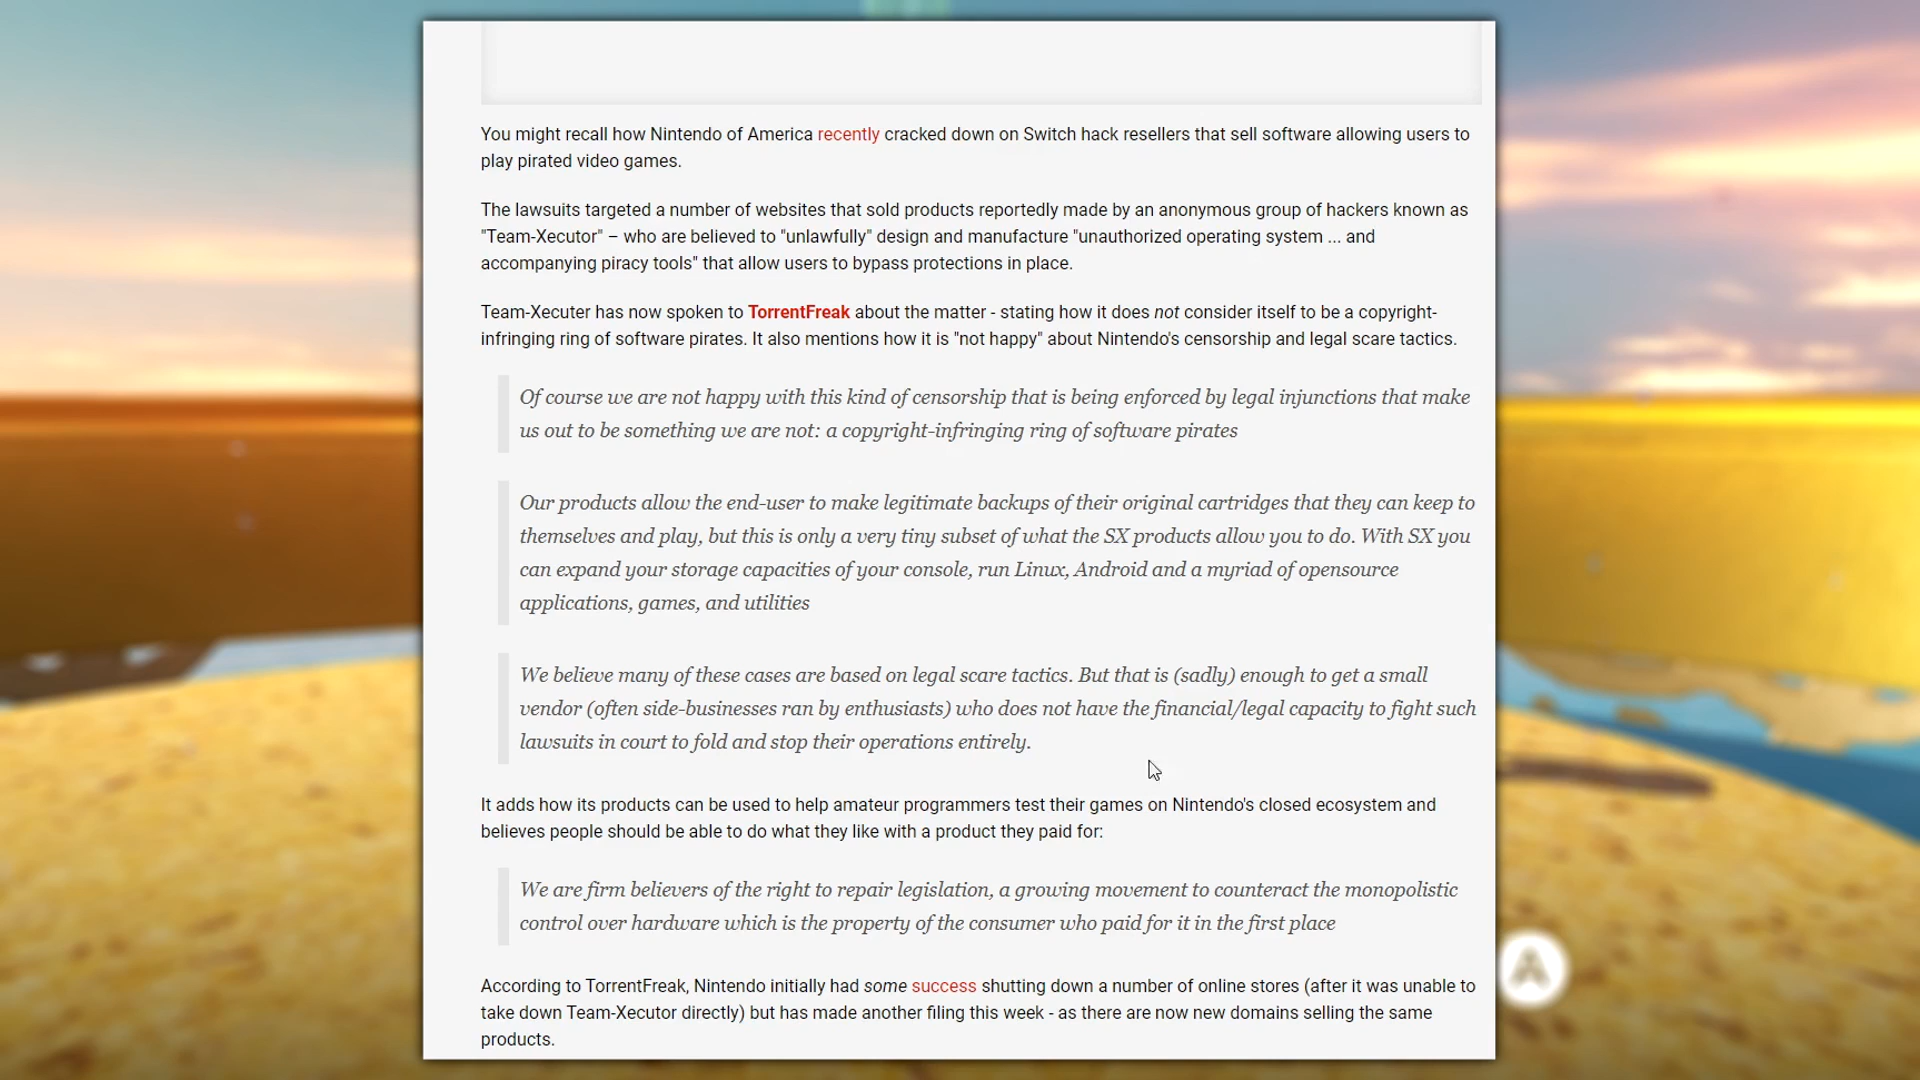 You might recall how Nintendo of America recently cracked down on Switch hack resellers that sell software allowing users to
play pirated video games.
The lawsuits targeted a number of websites that sold products reportedly made by an anonymous group of hackers known as
"Team-Xecutor" – who are believed to "unlawfully" design and manufacture "unauthorized operating system ... and
accompanying piracy tools" that allow users to bypass protections in place.
Team-Xecuter has now spoken to TorrentFreak about the matter - stating how it does not consider itself to be a copyright-
infringing ring of software pirates. It also mentions how it is "not happy" about Nintendo's censorship and legal scare tactics.
Of course we are not happy with this kind of censorship that is being enforced by legal injunctions that make
us out to be something we are not: a copyright-infringing ring of software pirates
Our products allow the end-user to make legitimate backups of their original cartridges that they can keep to
themselves and play, but this is only a very tiny subset of what the SX products allow you to do. With SX you
can expand your storage capacities of your console, run Linux, Android and a myriad of opensource
applications, games, and utilities
We believe many of these cases are based on legal scare tactics. But that is (sadly) enough to get a small
vendor (often side-businesses ran by enthusiasts) who does not have the financial/legal capacity to fight such
lawsuits in court to fold and stop their operations entirely.
It adds how its products can be used to help amateur programmers test their games on Nintendo's closed ecosystem and
believes people should be able to do what they like with a product they paid for:
We are firm believers of the right to repair legislation, a growing movement to counteract the monopolistic
control over hardware which is the property of the consumer who paid for it in the first place
According to TorrentFreak, Nintendo initially had some success shutting down a number of online stores (after it was unable to
take down Team-Xecutor directly) but has made another filing this week - as there are now new domains selling the same
products.
A